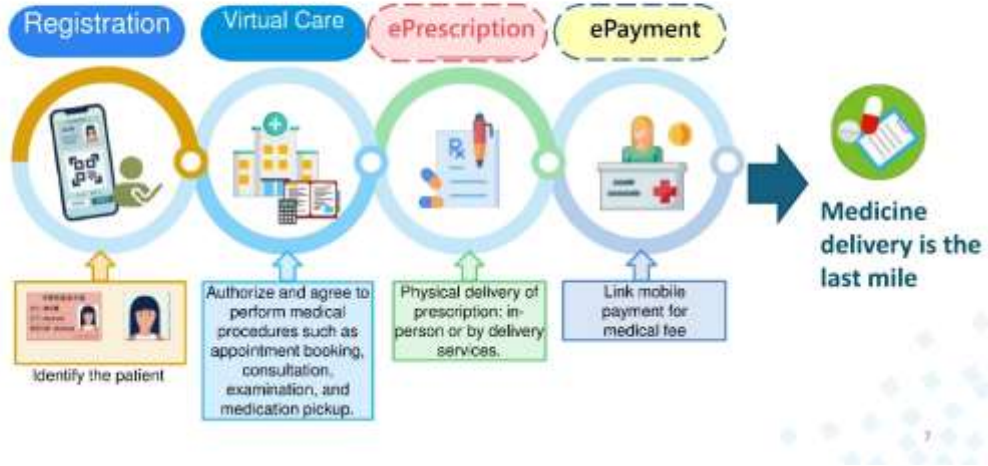 Registration
Virtual Care
ePrescription
ePayment
Rx
Medicine
delivery is the
last mile
Identify the patient
Authorize and agree to
perform medical
procedures such as
appointment booking,
consultation,
examination, and
medication pickup.
Physical delivery of
prescription: in-
person or by delivery
services.
Link mobile
payment for
medical fee
7